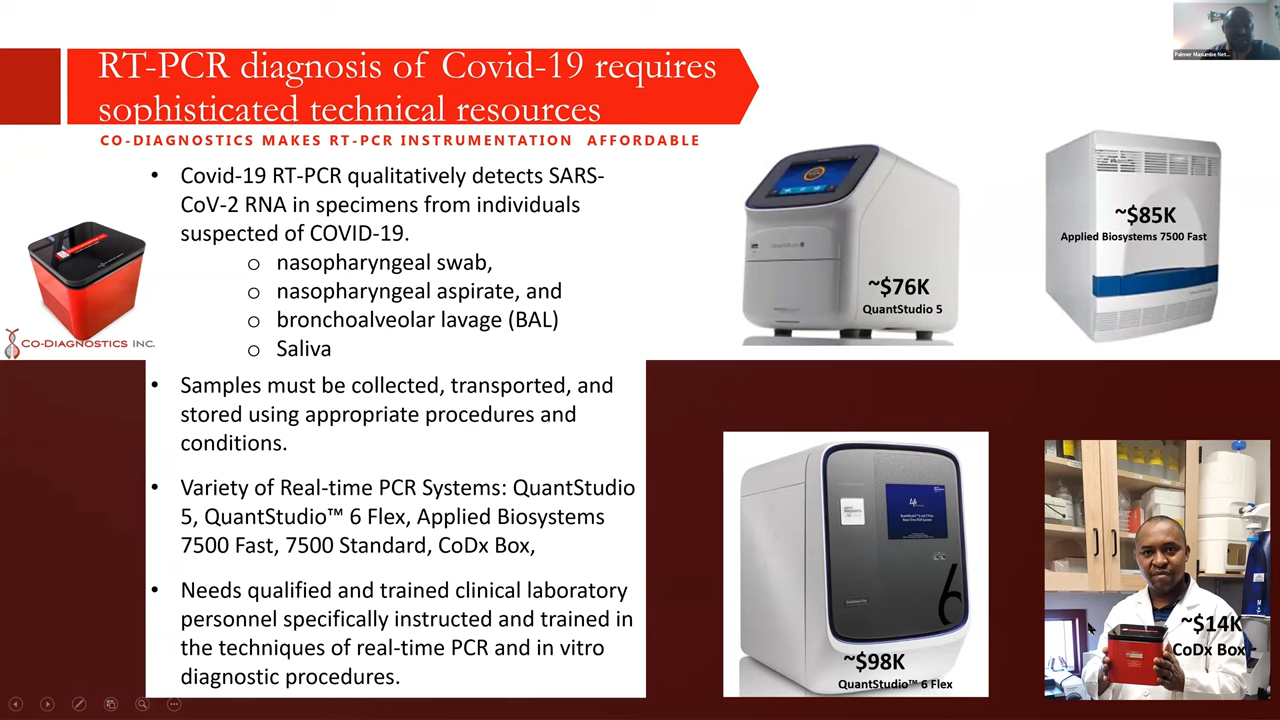 Palmer Masumbe Net...
RT-PCR diagnosis of Covid-19 requires
sophisticated technical resources
CO-DIAGNOSTICS MAKES RT-PCR INSTRUMENTATION AFFORDABLE
• Covid-19 RT-PCR qualitatively detects SARS-
CoV-2 RNA in specimens from individuals
suspected of COVID-19.
o nasopharyngeal swab,
o nasopharyngeal aspirate, and
o bronchoalveolar lavage (BAL)
o Saliva
• Samples must be collected, transported, and
stored using appropriate procedures and
conditions.
• Variety of Real-time PCR Systems: QuantStudio
5, QuantStudio™ 6 Flex, Applied Biosystems
7500 Fast, 7500 Standard, CoDx Box,
• Needs qualified and trained clinical laboratory
personnel specifically instructed and trained in
the techniques of real-time PCR and in vitro
diagnostic procedures.
CO-DIAGNOSTICS INC.
~$76K
QuantStudio 5
~$85K
Applied Biosystems 7500 Fast
6
~$98K
QuantStudio™ 6 Flex
~$14K
CoDx Box